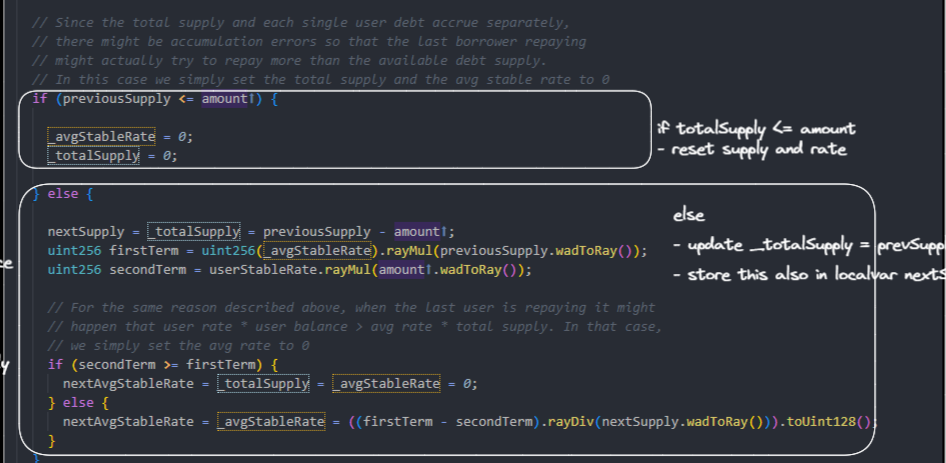 // Since the total supply and each single user debt accrue separately,
// there might be accumulation errors so that the last borrower repaying
// might actually try to repay more than the available debt supply.
// In this case we simply set the total supply and the avg stable rate to 0
if (previousSupply <= amount↑) {
_avgStableRate = 0;
_totalSupply = 0;
if totalSupply <= amount
- reset supply and rate
} else {
nextSupply = _totalSupply = previousSupply - amount↑;
uint256 firstTerm = uint256(_avgStableRate).rayMul(previousSupply.wadToRay());
uint256 secondTerm = userStableRate.rayMul(amount↑.wadToRay());
else
- update _totalSupply = prevSupp
- store this also in localvar nextS
ce
// For the same reason described above, when the last user is repaying it might
// happen that user rate * user balance > avg rate * total supply. In that case,
// we simply set the avg rate to 0
ly
if (secondTerm >= firstTerm) {
nextAvgStableRate = _totalSupply = _avgStableRate = 0;
} else {
nextAvgStableRate = _avgStableRate = ((firstTerm - secondTerm).rayDiv(nextSupply.wadToRay())).toUint128();
}
}